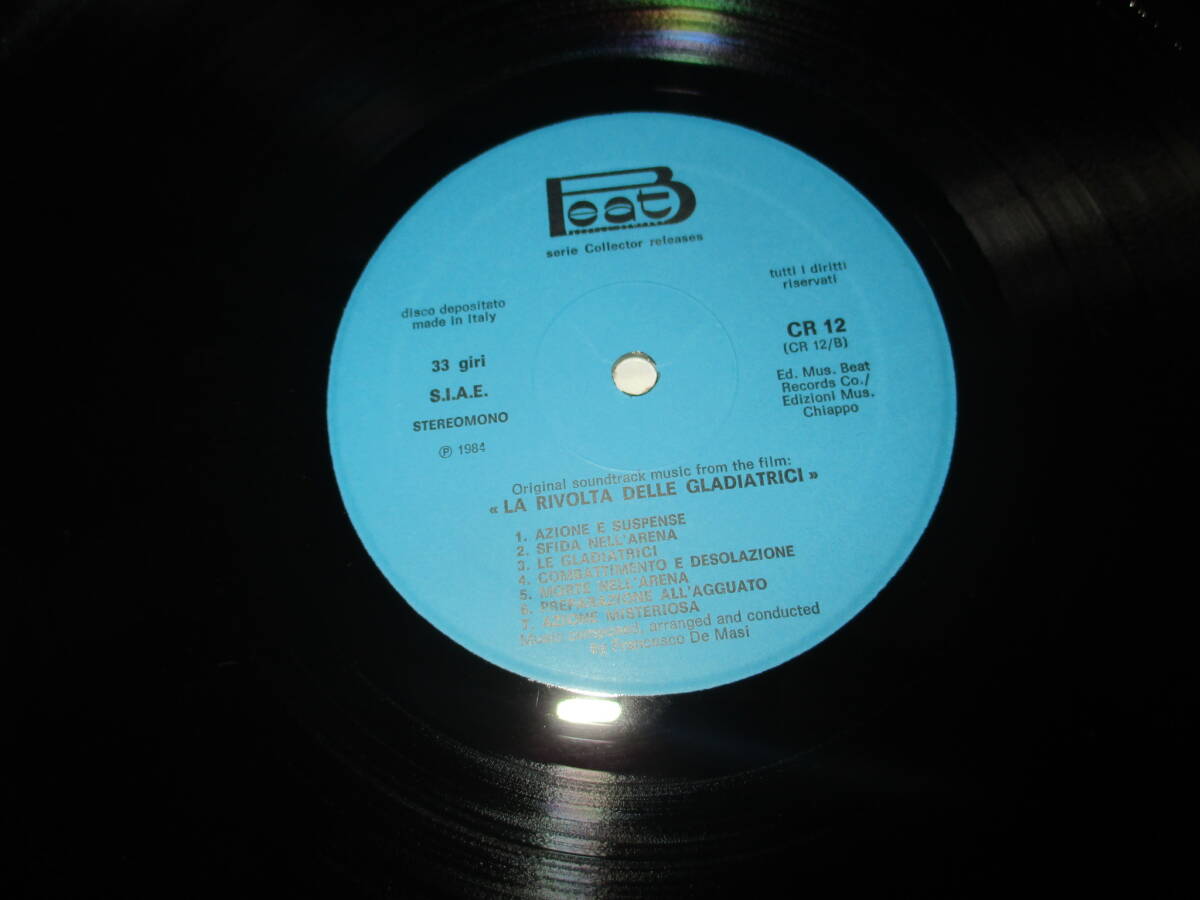 Beat
serie Collector releases
disco depositato
made in Italy
33 giri
S.I.A.E.
STEREOMONO
℗ 1984
tutti i diritti
riservati
CR 12
(CR 12/B)
Ed. Mus. Beat
Records Co./
Edizioni Mus.
Chiappo
Original soundtrack music from the film:
« LA RIVOLTA DELLE GLADIATRICI »
1. AZIONE E SUSPENSE
2. SFIDA NELL'ARENA
3. LE GLADIATRICI
4. COMBATTIMENTO E DESOLAZIONE
5. MORTE NELL'ARENA
6. PREPARAZIONE ALL'AGGUATO
7. AZIONE MISTERIOSA
Music composed, arranged and conducted
by Francesco De Masi